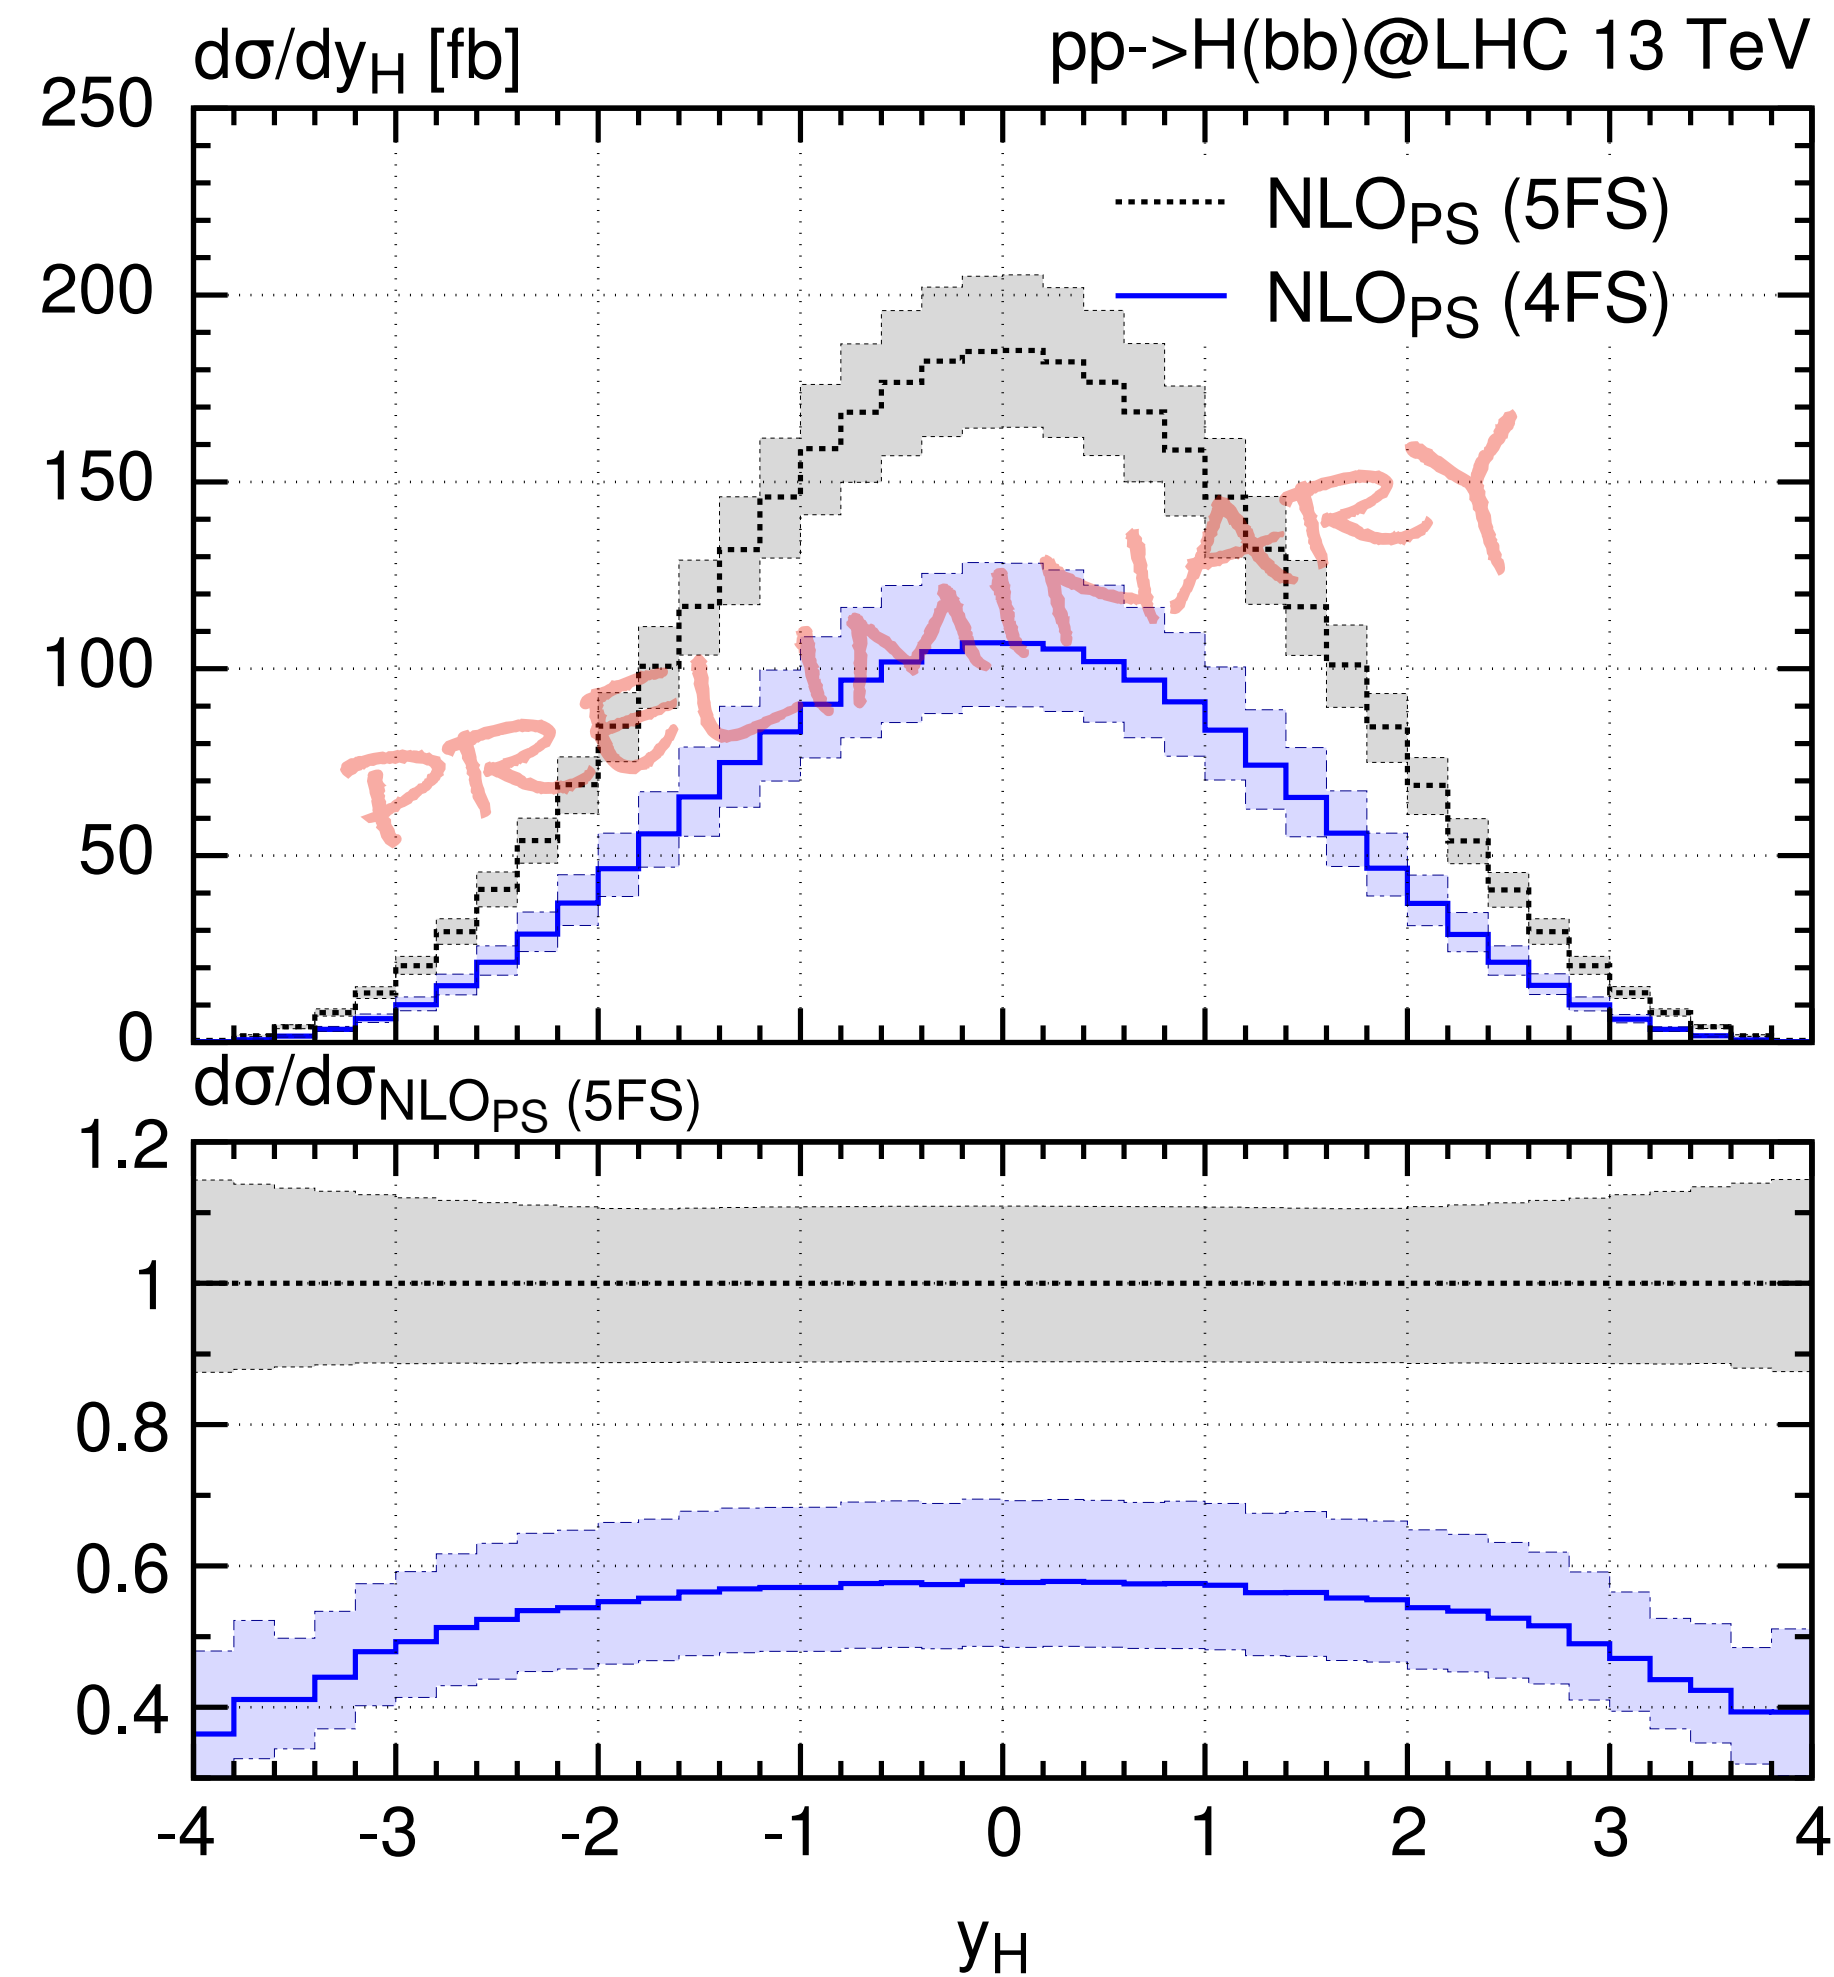 dσ/dy_H [fb]
pp->H(bb)@LHC 13 TeV
250
200
150
100
50
0
NLO_PS (5FS)
NLO_PS (4FS)
PRELIMINARY
dσ/dσ_NLO_PS (5FS)
1.2
1
0.8
0.6
0.4
-4 -3 -2 -1 0 1 2 3 4
y_H